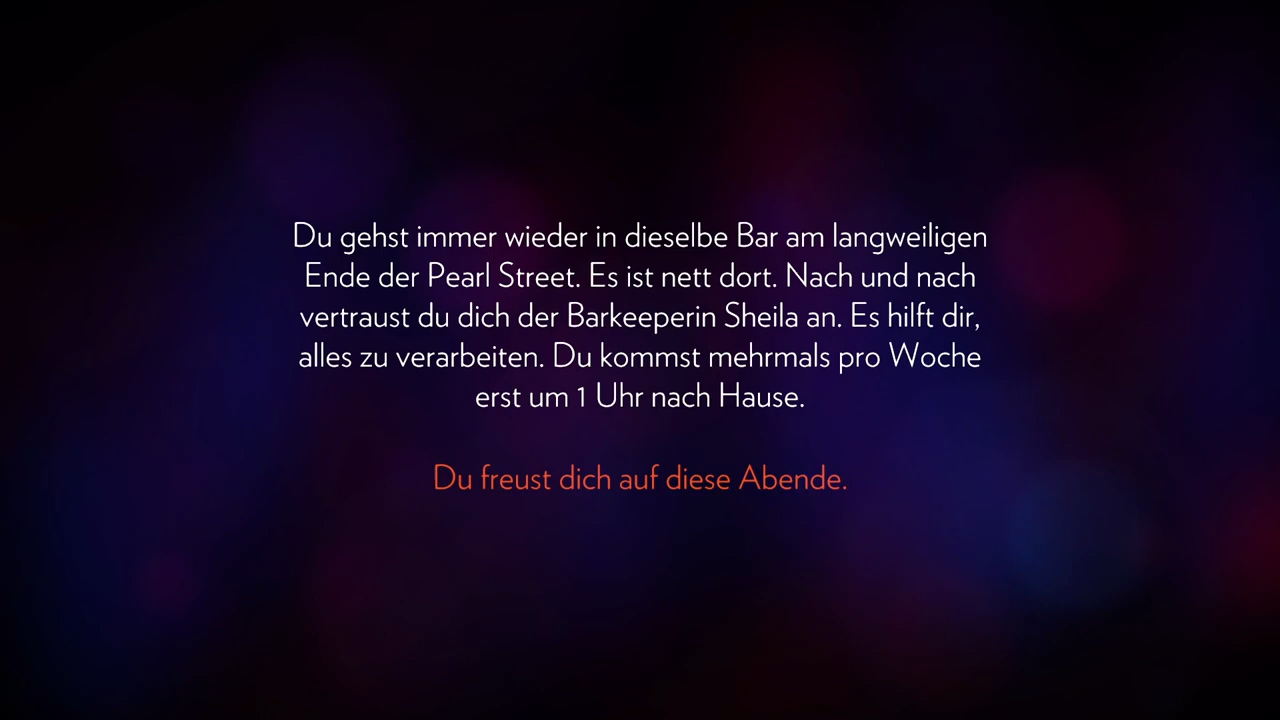 Du gehst immer wieder in dieselbe Bar am langweiligen
Ende der Pearl Street. Es ist nett dort. Nach und nach
vertraust du dich der Barkeeperin Sheila an. Es hilft dir,
alles zu verarbeiten. Du kommst mehrmals pro Woche
erst um 1 Uhr nach Hause.
Du freust dich auf diese Abende.